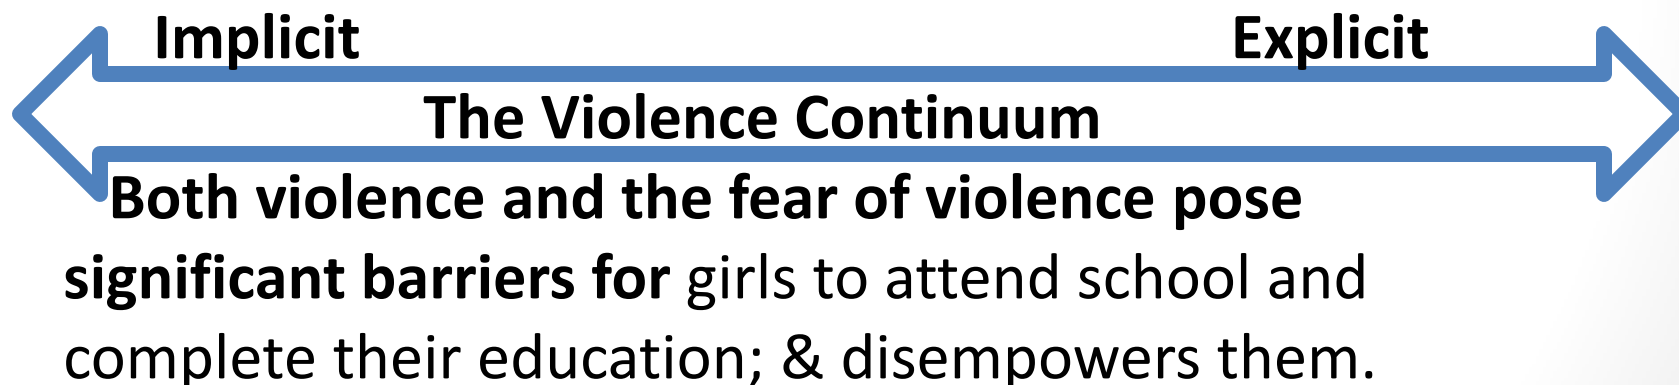 Implicit Explicit
The Violence Continuum
Both violence and the fear of violence pose
significant barriers for girls to attend school and
complete their education; & disempowers them.